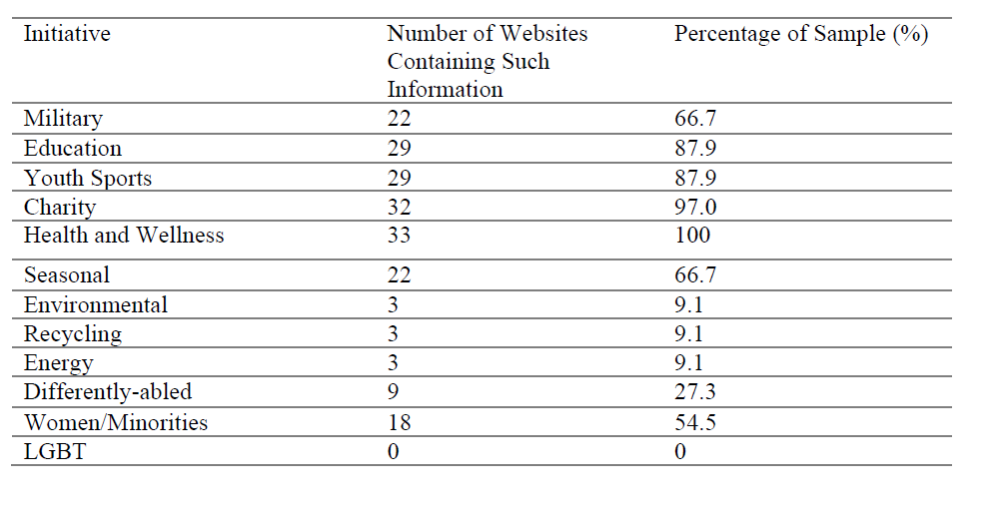 Initiative Number of Websites Percentage of Sample (%)
Containing Such
Information
Military 22 66.7
Education 29 87.9
Youth Sports 29 87.9
Charity 32 97.0
Health and Wellness 33 100
Seasonal 22 66.7
Environmental 3 9.1
Recycling 3 9.1
Energy 3 9.1
Differently-abled 9 27.3
Women/Minorities 18 54.5
LGBT 0 0